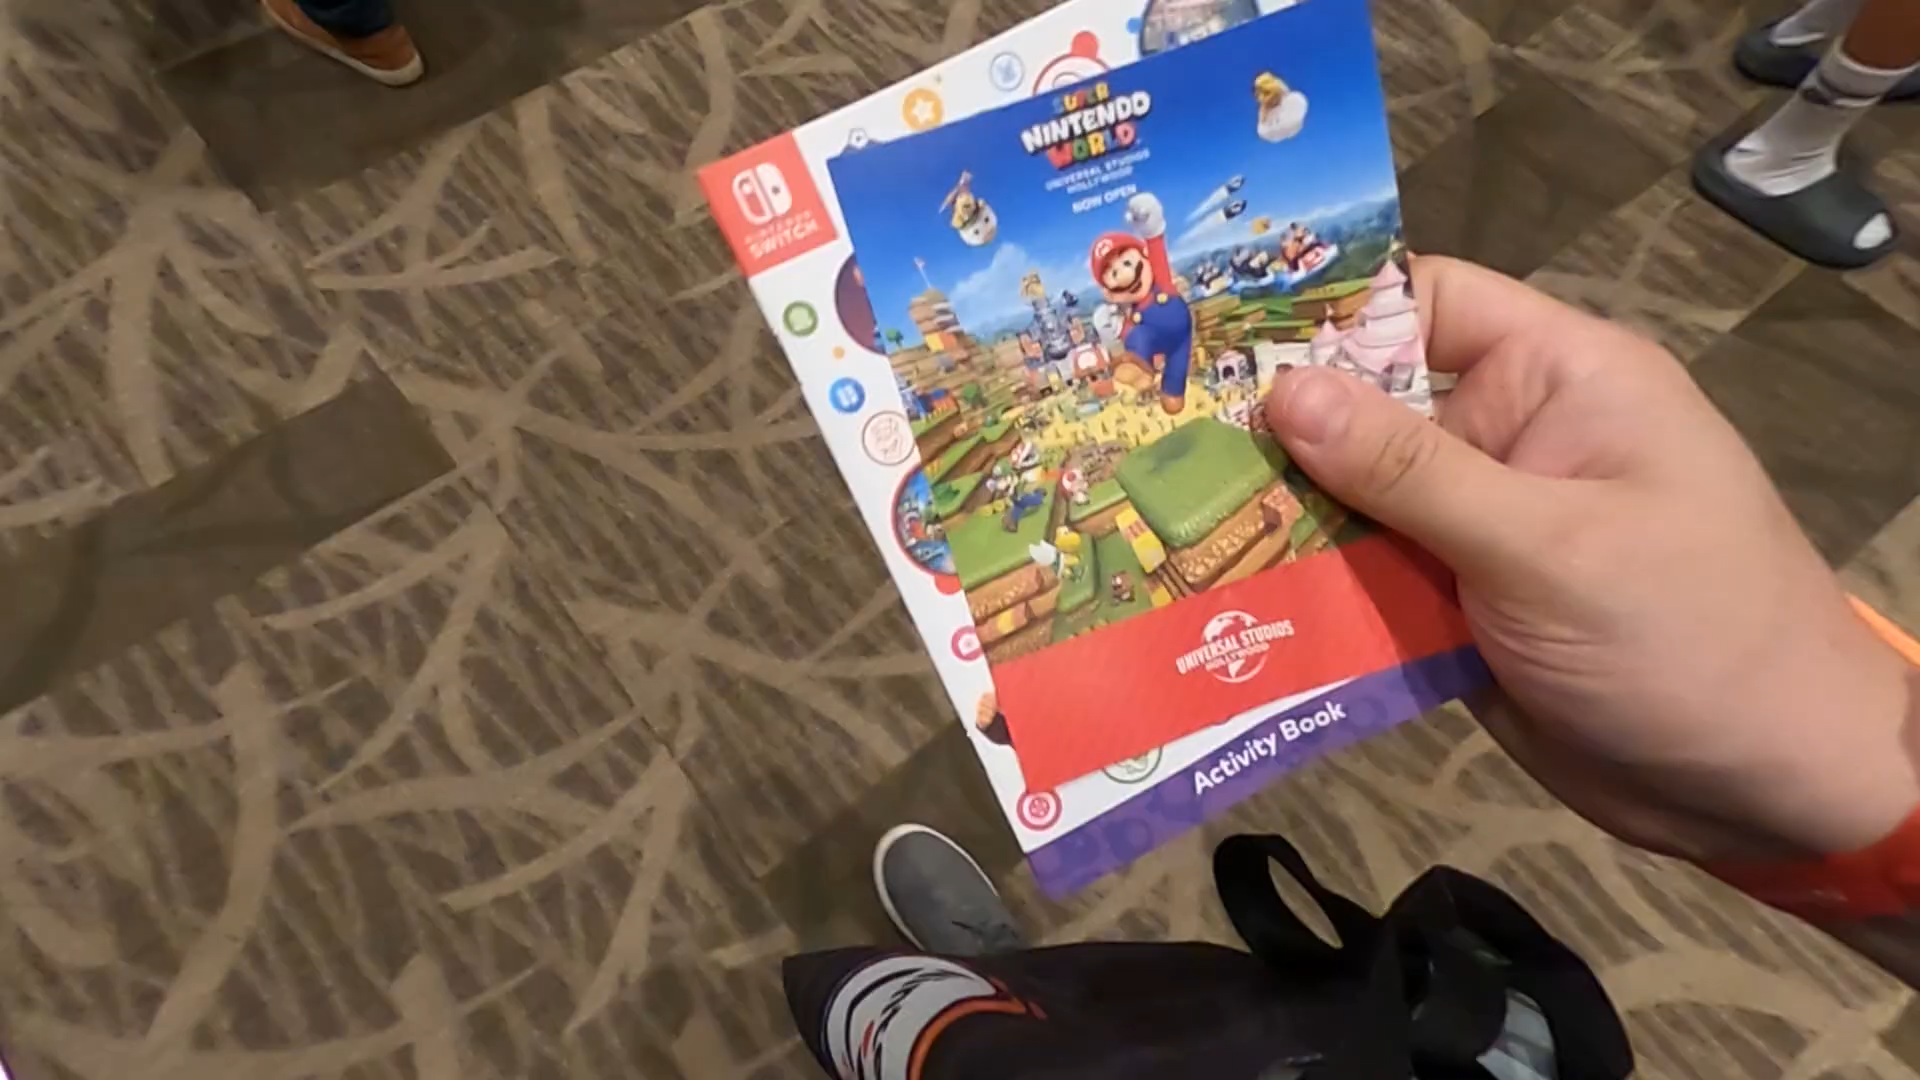 NINTENDO
SWITCH
SUPER
NINTENDO
WORLD
UNIVERSAL STUDIOS
HOLLYWOOD
NOW OPEN
UNIVERSAL STUDIOS
HOLLYWOOD
Activity Book